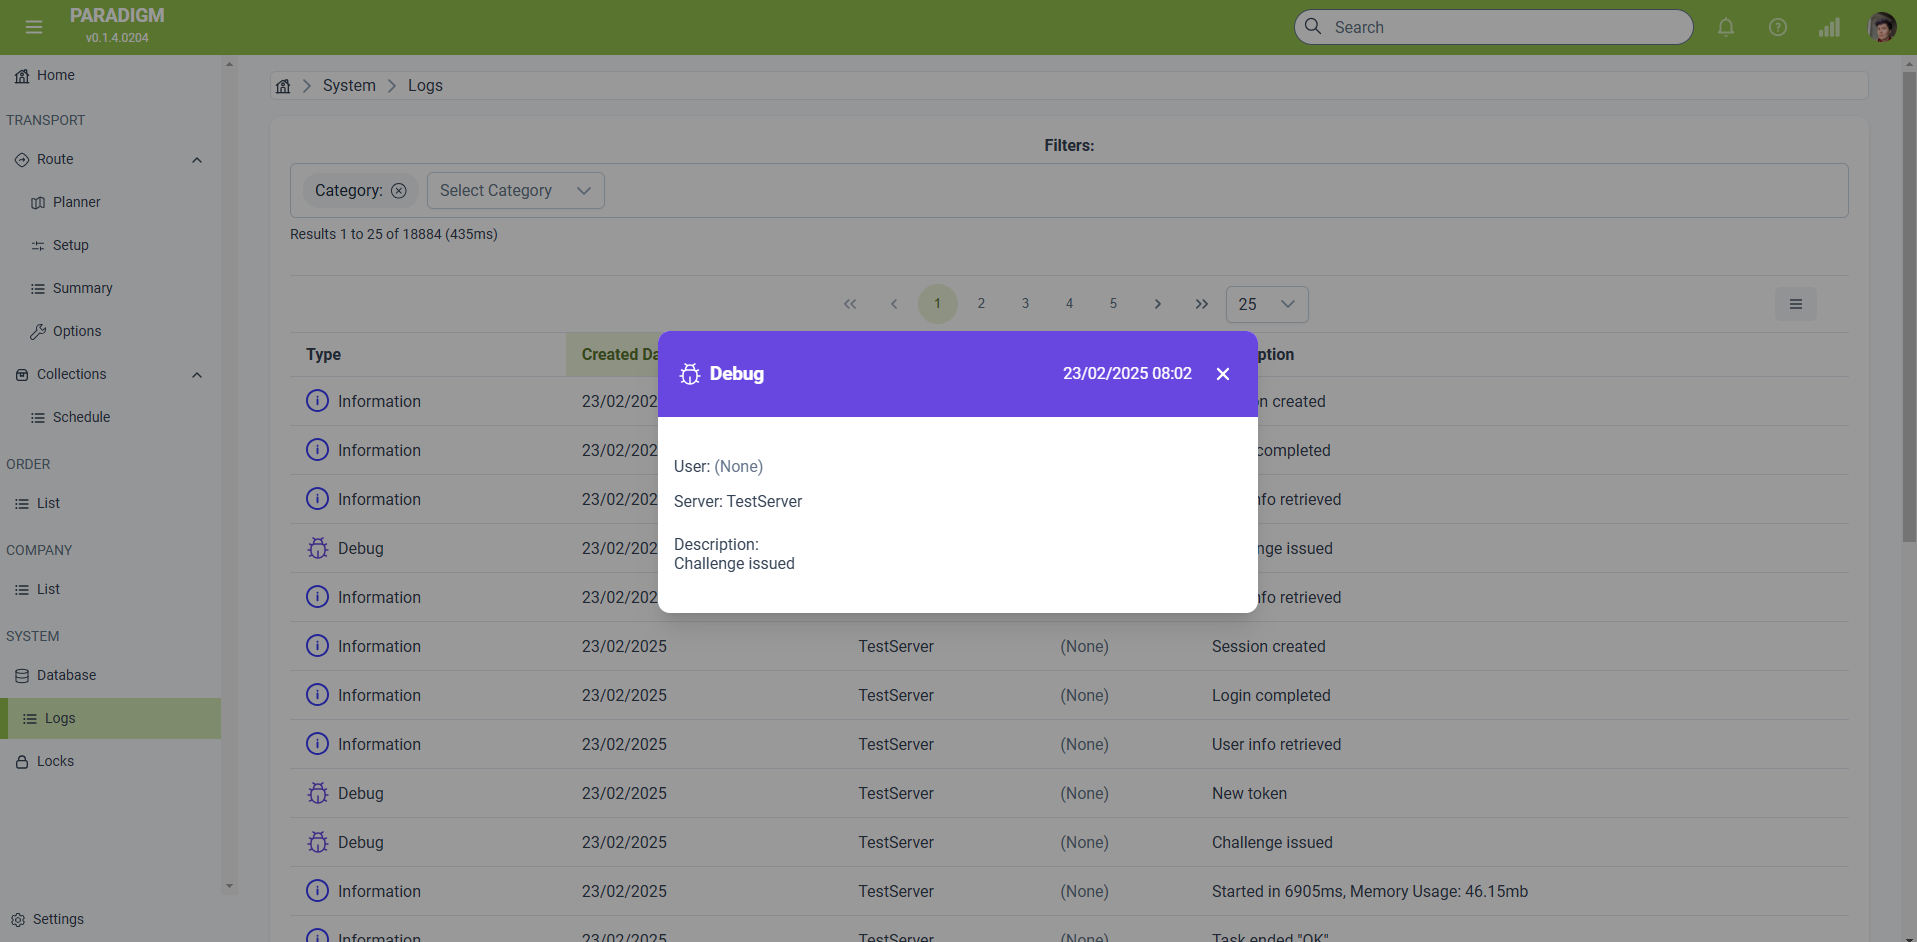 PARADIGM
v0.1.4.0204
Search
Home
TRANSPORT
Route
Planner
Setup
Summary
Options
Collections
Schedule
ORDER
List
COMPANY
List
SYSTEM
Database
Logs
Locks
Settings
System Logs
Filters:
Category: Select Category
Results 1 to 25 of 18884 (435ms)
1 2 3 4 5 25
Type Created Da ption
Information 23/02/202 n created
Information 23/02/202 completed
Information 23/02/202 fo retrieved
Debug 23/02/202 nge issued
Information 23/02/202 fo retrieved
Debug 23/02/2025 08:02
User: (None)
Server: TestServer
Description:
Challenge issued
Information 23/02/2025 TestServer (None) Session created
Information 23/02/2025 TestServer (None) Login completed
Information 23/02/2025 TestServer (None) User info retrieved
Debug 23/02/2025 TestServer (None) New token
Debug 23/02/2025 TestServer (None) Challenge issued
Information 23/02/2025 TestServer (None) Started in 6905ms, Memory Usage: 46.15mb
Information 23/02/2025 TestServer (None) Task ended "OK"